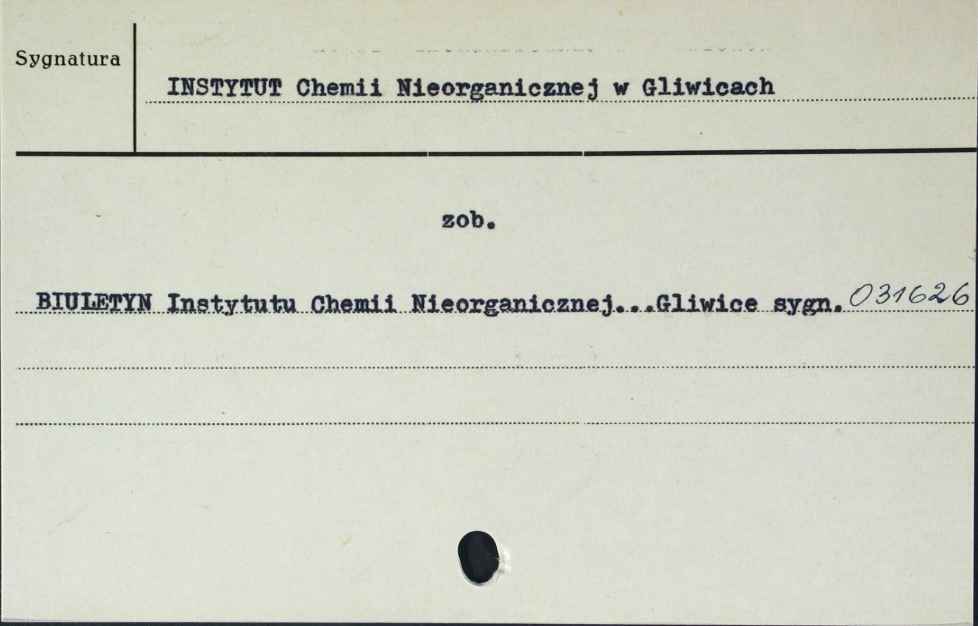 Sygnatura
INSTYTUT Chemii Nieorganicznej w Gliwicach
zob.
BIULETYN Instytutu Chemii Nieorganicznej...Gliwice sygn. 031626